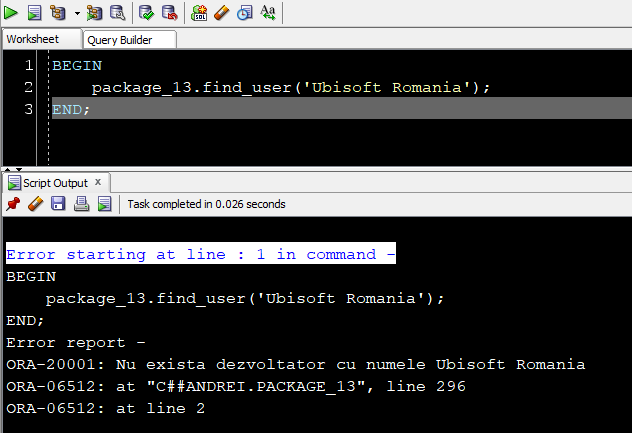 SQL
Aa
Worksheet Query Builder
1 BEGIN
2 package_13.find_user('Ubisoft Romania');
3 END;
Script Output x
Task completed in 0.026 seconds
Error starting at line : 1 in command -
BEGIN
package_13.find_user('Ubisoft Romania');
END;
Error report -
ORA-20001: Nu exista dezvoltator cu numele Ubisoft Romania
ORA-06512: at "C##ANDREI.PACKAGE_13", line 296
ORA-06512: at line 2